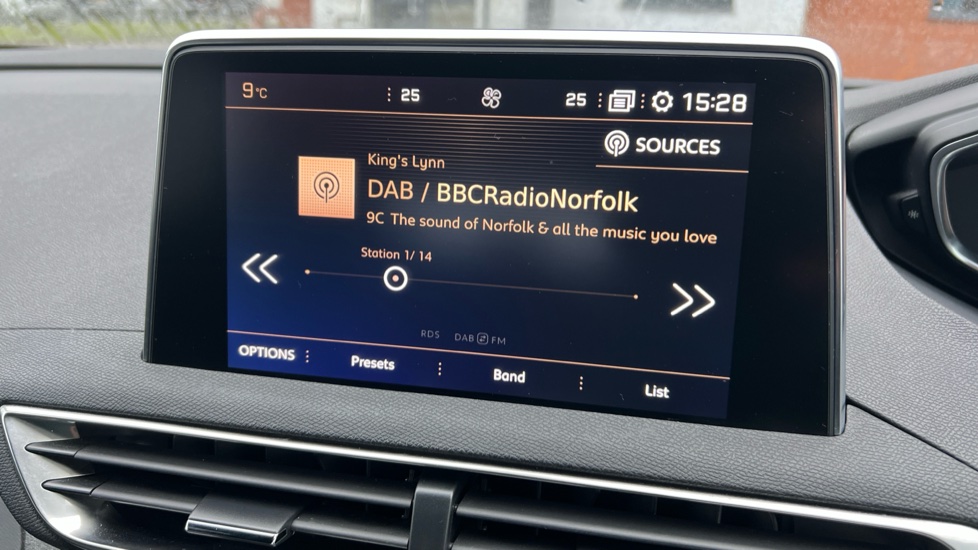 9°C 25 25 15:28
SOURCES
King's Lynn
DAB / BBCRadioNorfolk
9C The sound of Norfolk & all the music you love
Station 1/ 14
RDS DAB FM
OPTIONS Presets Band List